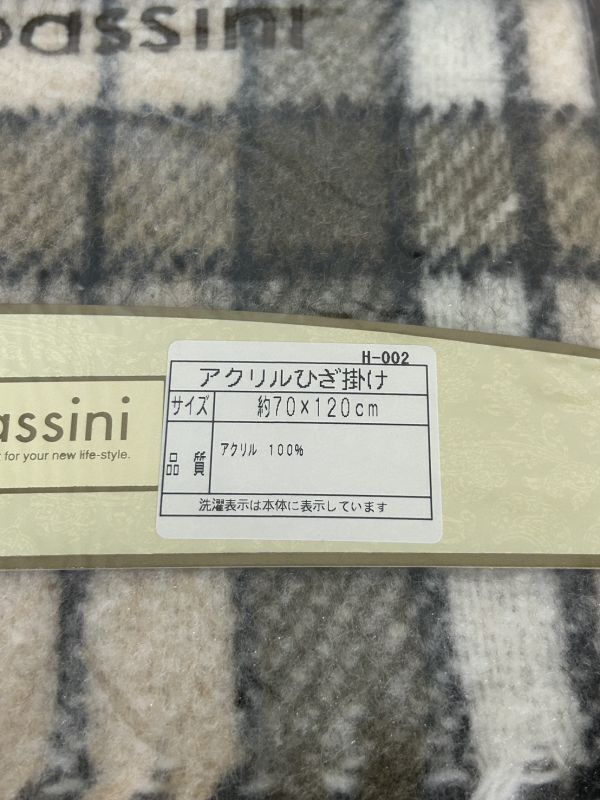 bassini
H-002
アクリルひざ掛け
サイズ 約70×120cm
品質 アクリル 100%
洗濯表示は本体に表示しています
assini
for your new life-style.